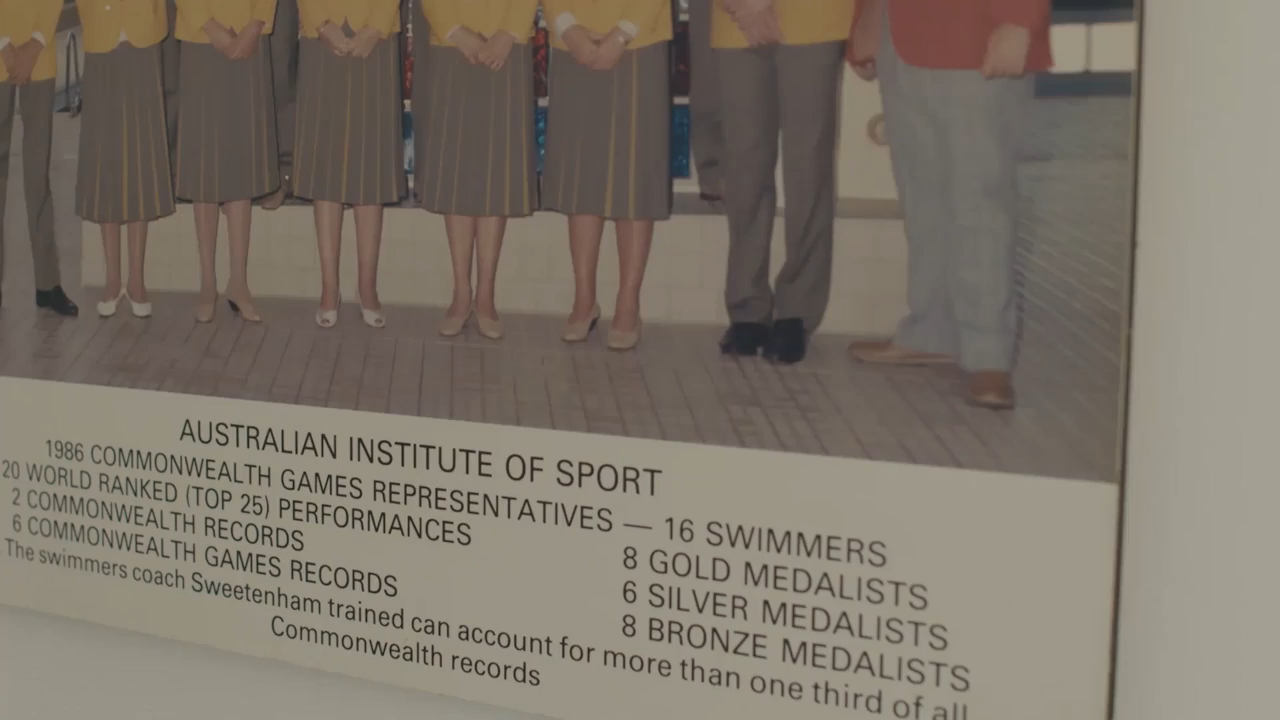 AUSTRALIAN INSTITUTE OF SPORT
1986 COMMONWEALTH GAMES REPRESENTATIVES — 16 SWIMMERS
20 WORLD RANKED (TOP 25) PERFORMANCES
8 GOLD MEDALISTS
2 COMMONWEALTH RECORDS
6 SILVER MEDALISTS
6 COMMONWEALTH GAMES RECORDS
8 BRONZE MEDALISTS
The swimmers coach Sweetenham trained can account for more than one third of all
Commonwealth records